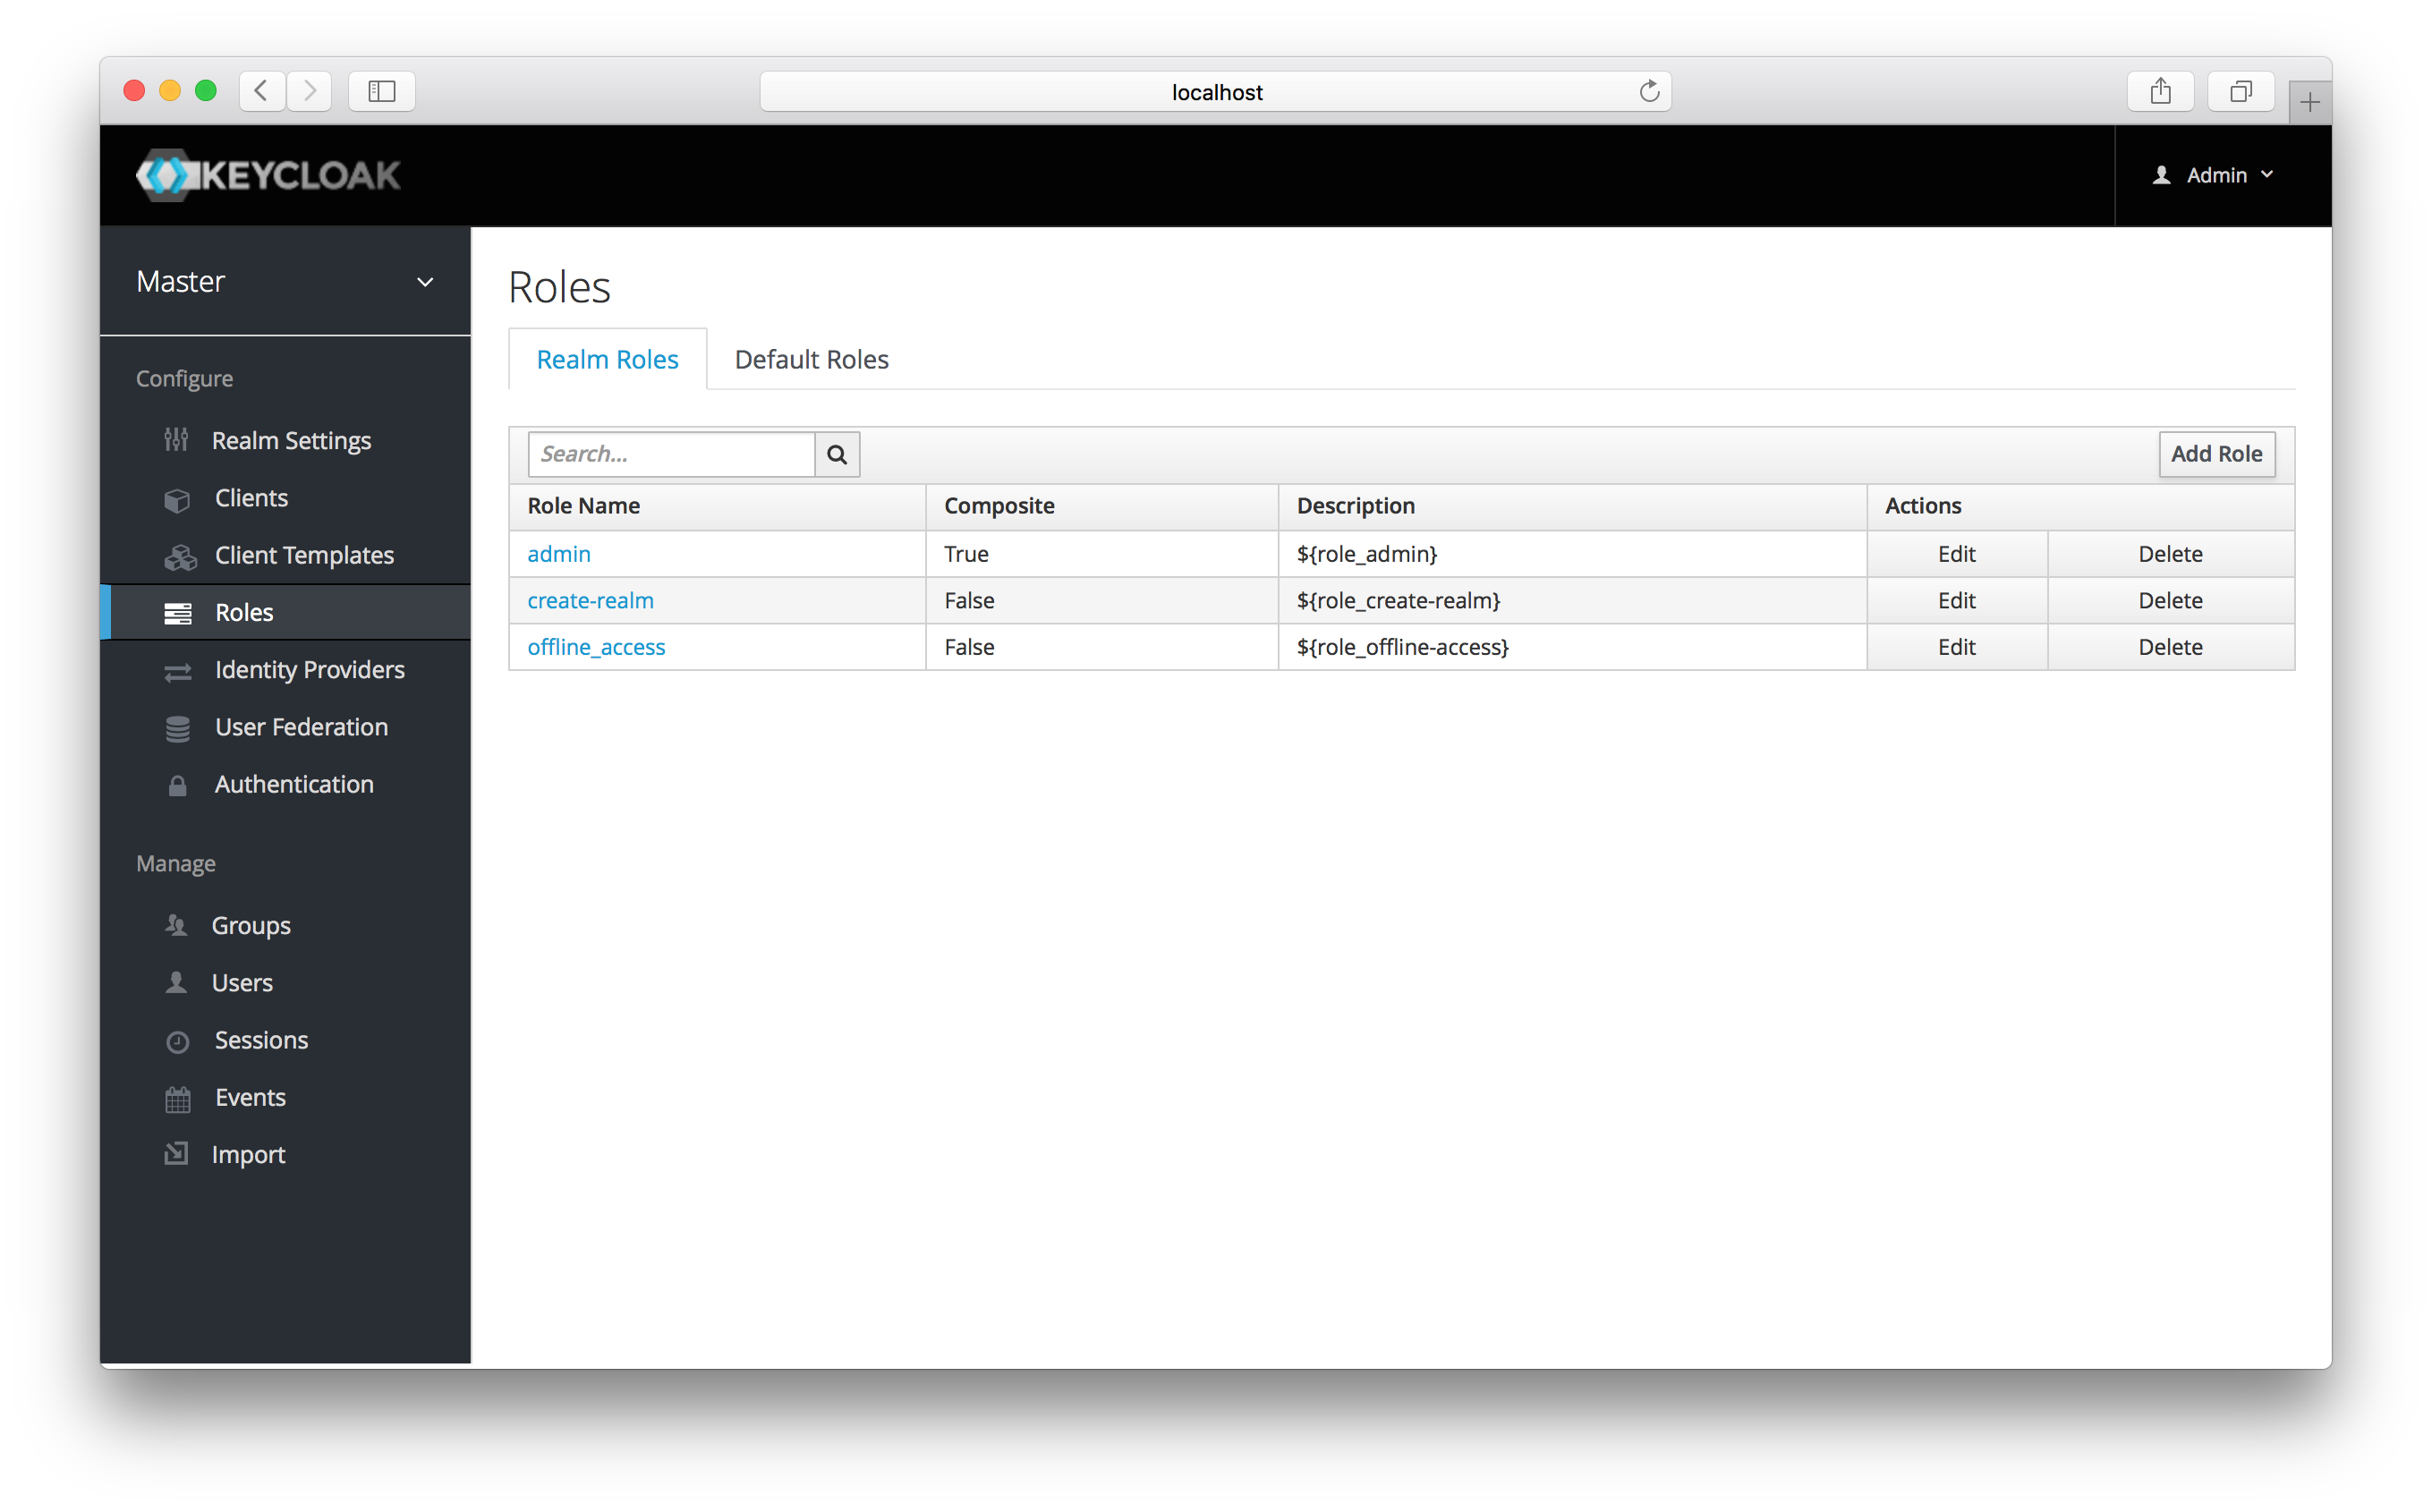 localhost
KEYCLOAK
Admin
Master
Configure
Realm Settings
Clients
Client Templates
Roles
Identity Providers
User Federation
Authentication
Manage
Groups
Users
Sessions
Events
Import
Roles
Realm Roles Default Roles
Search... Add Role
Role Name Composite Description Actions
admin True ${role_admin} Edit Delete
create-realm False ${role_create-realm} Edit Delete
offline_access False ${role_offline-access} Edit Delete